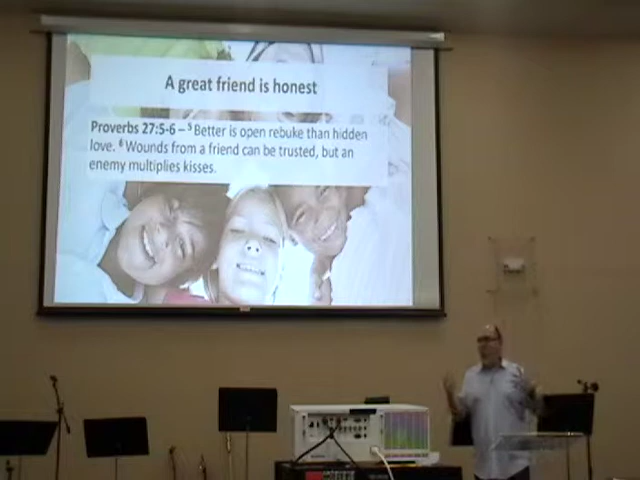 A great friend is honest
Proverbs 27:5-6 – ⁵ Better is open rebuke than hidden
love. ⁶ Wounds from a friend can be trusted, but an
enemy multiplies kisses.